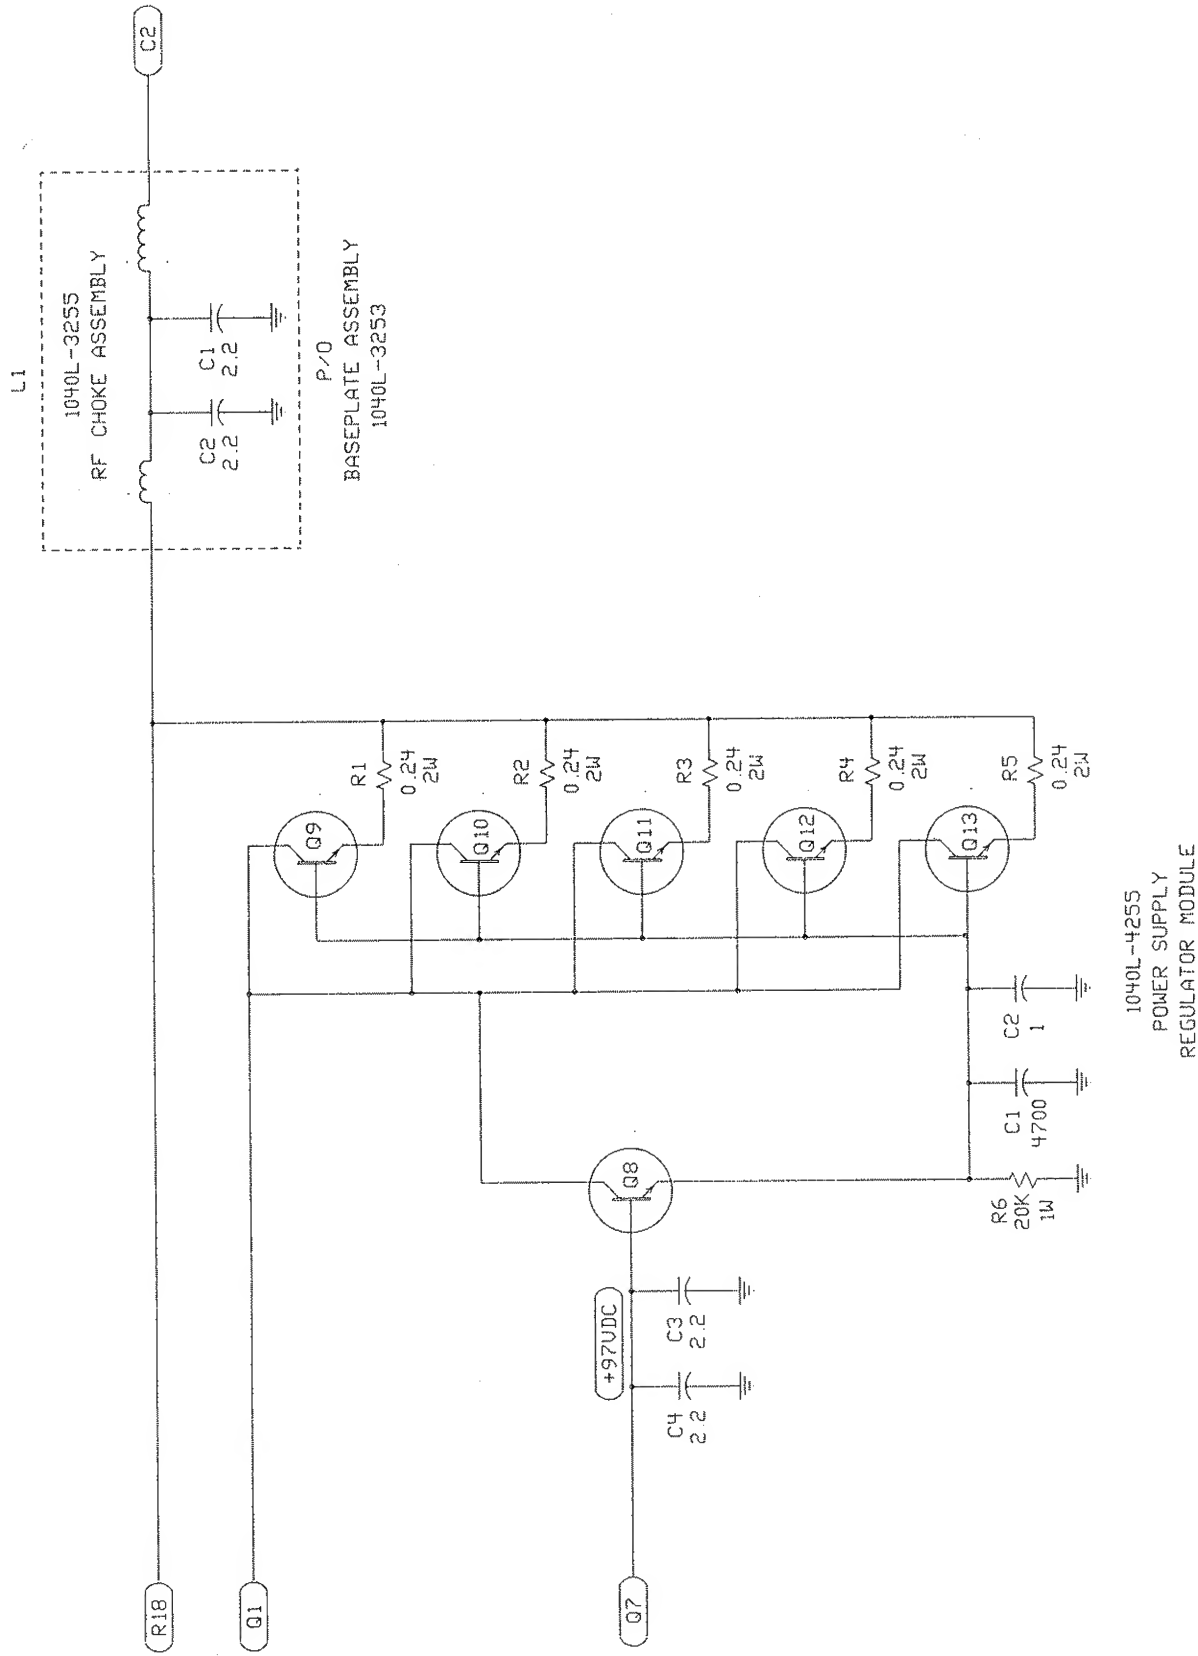 L1
1040L-3255
RF CHOKE ASSEMBLY
C2
2.2
C1
2.2
P/O
BASEPLATE ASSEMBLY
1040L-3253
C2
R18
Q1
Q7
+97VDC
C4
2.2
C3
2.2
Q8
R6
20K
1W
C1
4700
C2
1
Q9
R1
0.24
2W
Q10
R2
0.24
2W
Q11
R3
0.24
2W
Q12
R4
0.24
2W
Q13
R5
0.24
2W
1040L-4255
POWER SUPPLY
REGULATOR MODULE